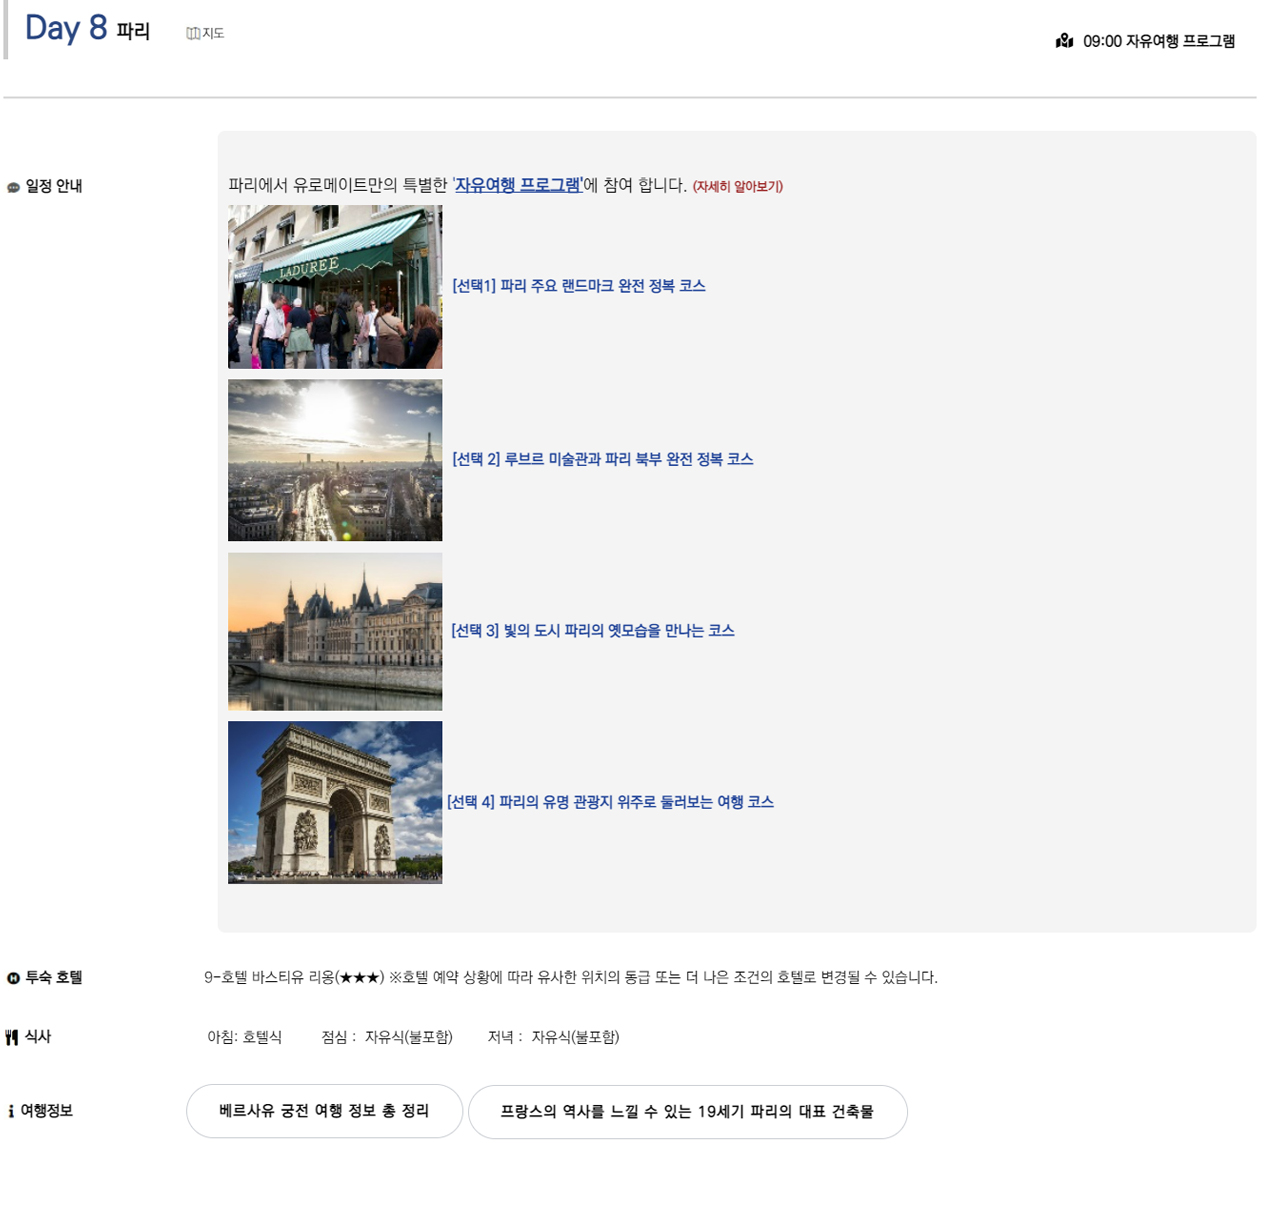 Day 8 파리
지도
09:00 자유여행 프로그램
일정 안내
파리에서 유로메이트만의 특별한 '자유여행 프로그램'에 참여 합니다. (자세히 알아보기)
LADUREE
[선택1] 파리 주요 랜드마크 완전 정복 코스
[선택 2] 루브르 미술관과 파리 북부 완전 정복 코스
[선택 3] 빛의 도시 파리의 옛모습을 만나는 코스
[선택 4] 파리의 유명 관광지 위주로 둘러보는 여행 코스
투숙 호텔
9-호텔 바스티유 리옹(★★★) ※호텔 예약 상황에 따라 유사한 위치의 동급 또는 더 나은 조건의 호텔로 변경될 수 있습니다.
식사
아침: 호텔식 점심 : 자유식(불포함) 저녁 : 자유식(불포함)
여행정보
베르사유 궁전 여행 정보 총 정리
프랑스의 역사를 느낄 수 있는 19세기 파리의 대표 건축물